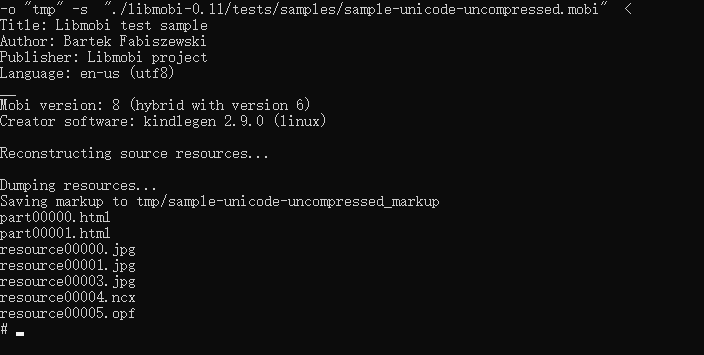 -o "tmp" -s  "./libmobi-0.11/tests/samples/sample-unicode-uncompressed.mobi"  <
Title: Libmobi test sample
Author: Bartek Fabiszewski
Publisher: Libmobi project
Language: en-us (utf8)
__
Mobi version: 8 (hybrid with version 6)
Creator software: kindlegen 2.9.0 (linux)
Reconstructing source resources...
Dumping resources...
Saving markup to tmp/sample-unicode-uncompressed_markup
part00000.html
part00001.html
resource00000.jpg
resource00001.jpg
resource00003.jpg
resource00004.ncx
resource00005.opf
#